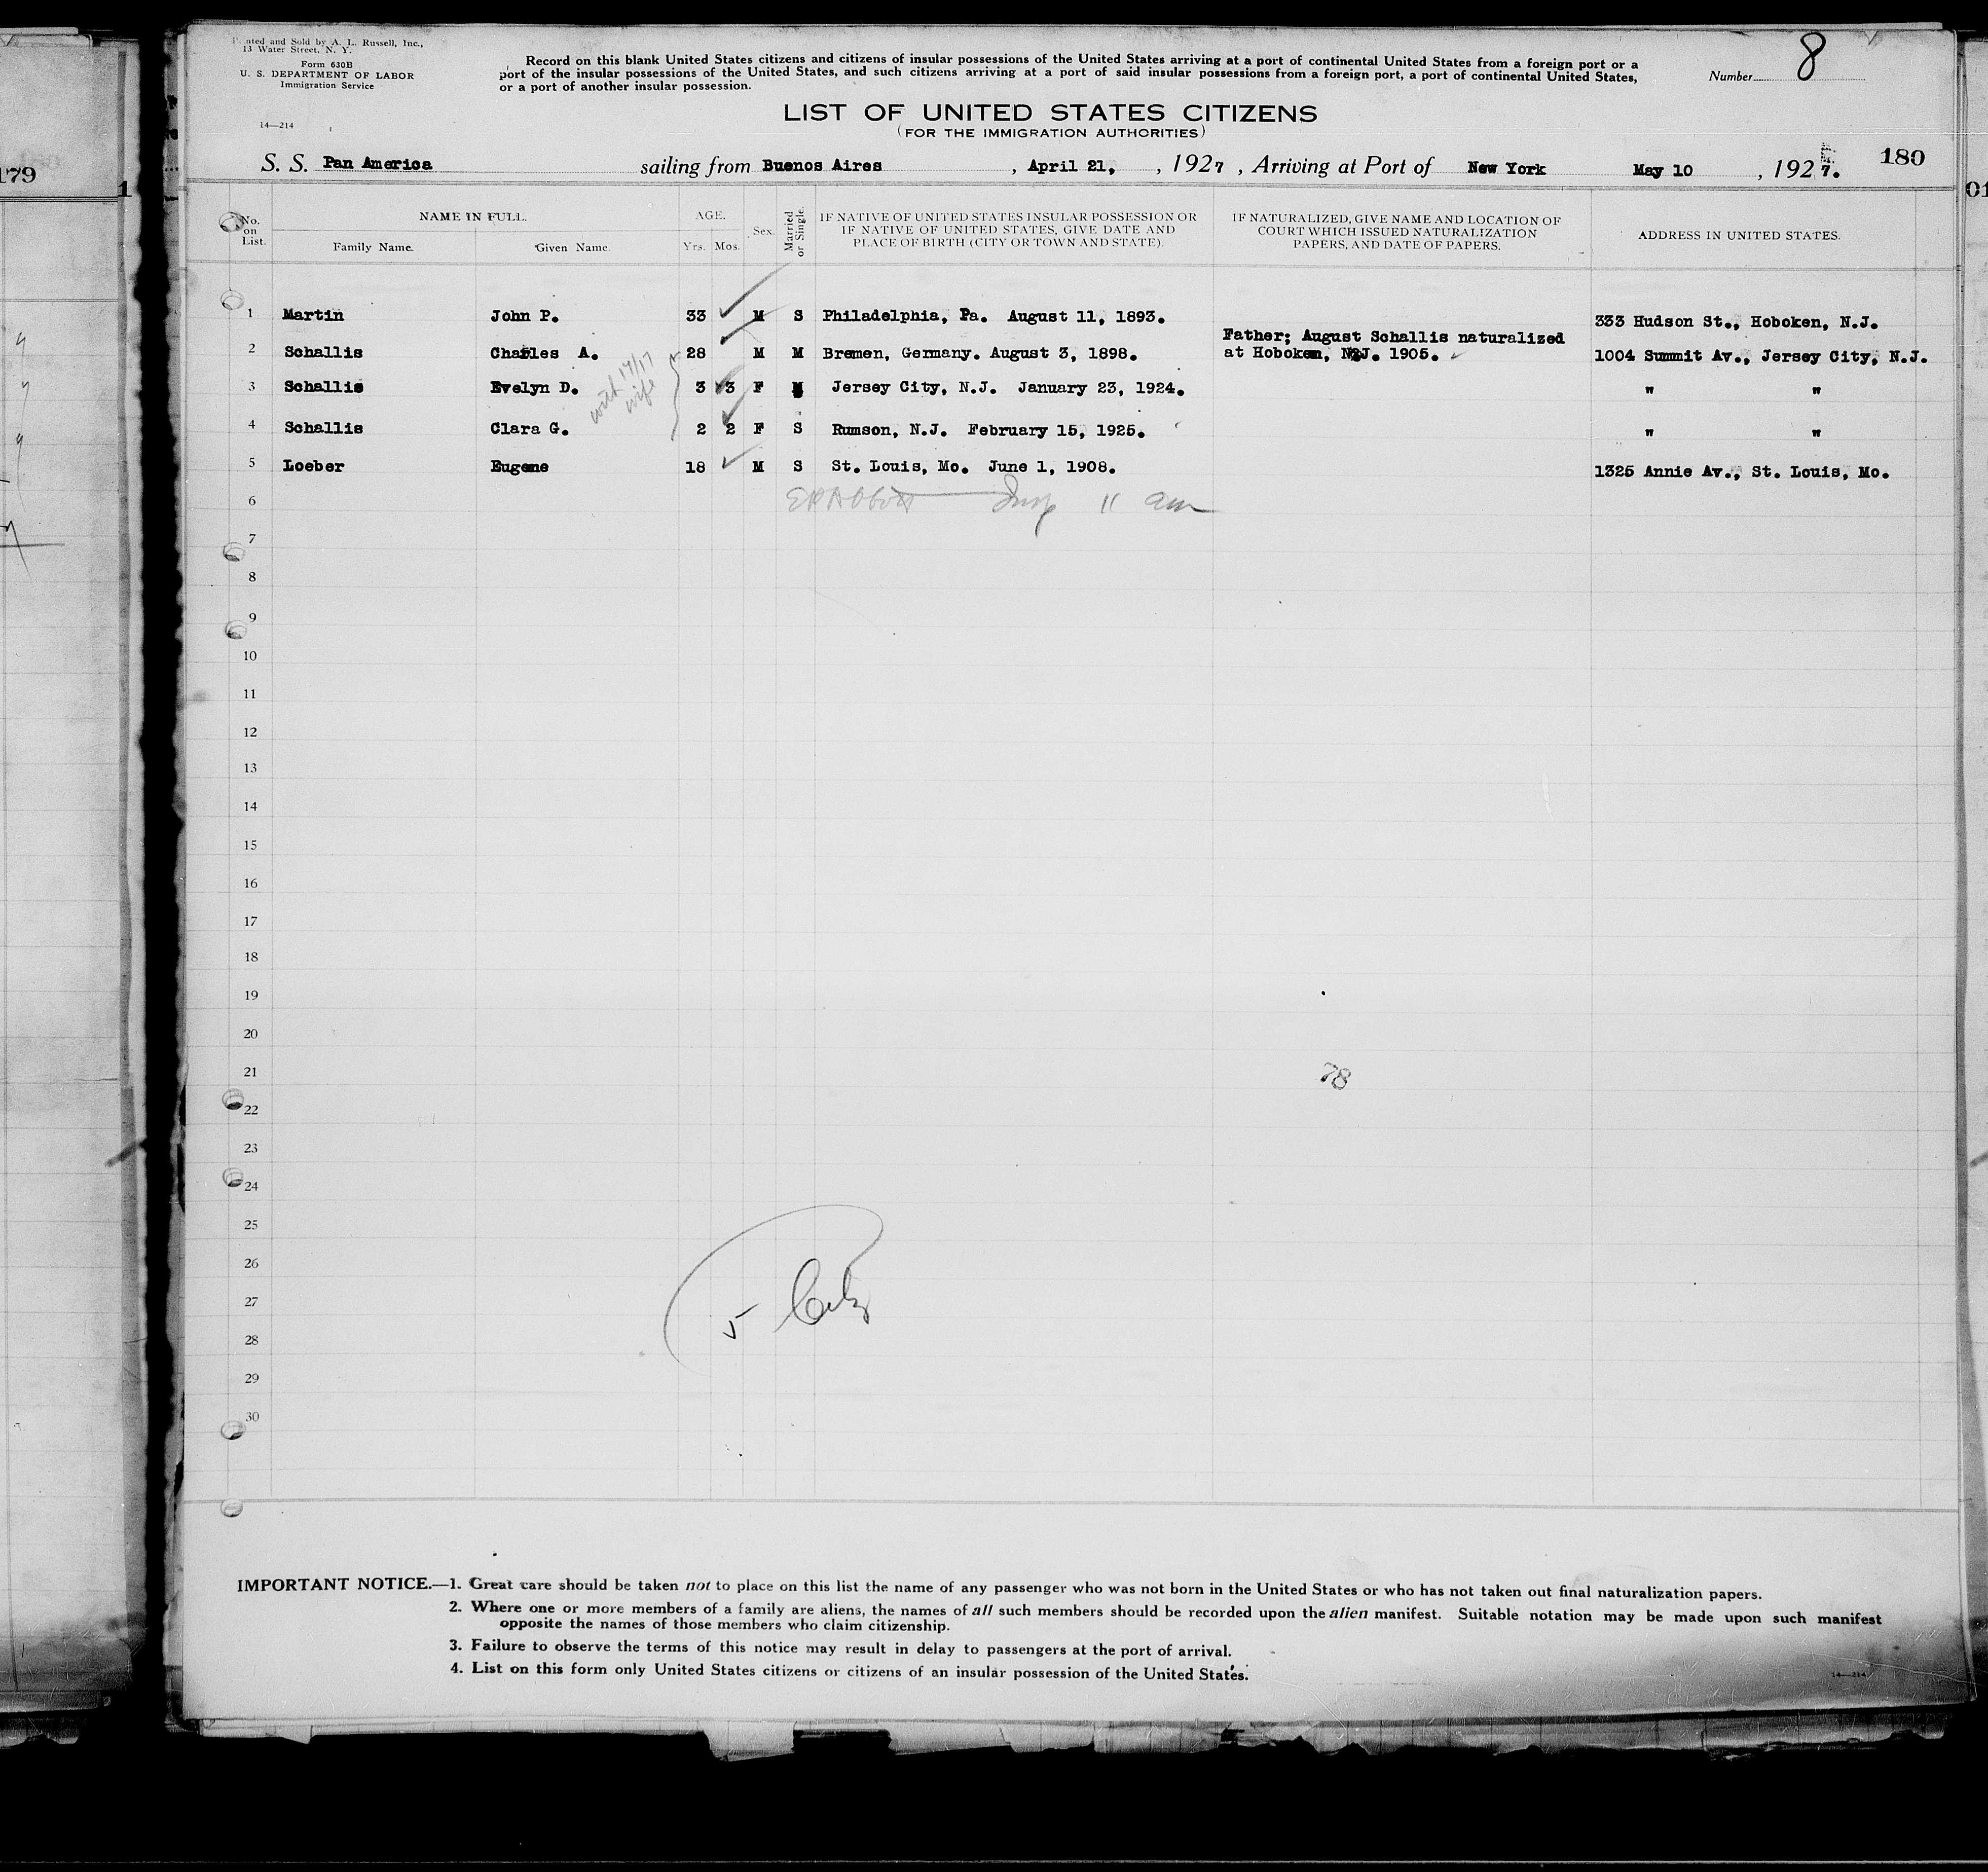 Printed and Sold by A. L. Russell, Inc.,
13 Water Street, N. Y.
Form 630B
U. S. DEPARTMENT OF LABOR
Immigration Service
14—214
Record on this blank United States citizens and citizens of insular possessions of the United States arriving at a port of continental United States from a foreign port or a
port of the insular possessions of the United States, and such citizens arriving at a port of said insular possessions from a foreign port, a port of continental United States,
or a port of another insular possession.
Number 8
LIST OF UNITED STATES CITIZENS
(FOR THE IMMIGRATION AUTHORITIES)
179
S. S. Pan America sailing from Buenos Aires , April 21, , 1927 , Arriving at Port of New York May 10 , 1927. 180
No. on List. NAME IN FULL. AGE. Sex. Married or Single. IF NATIVE OF UNITED STATES INSULAR POSSESSION OR IF NATIVE OF UNITED STATES, GIVE DATE AND PLACE OF BIRTH (CITY OR TOWN AND STATE). IF NATURALIZED, GIVE NAME AND LOCATION OF COURT WHICH ISSUED NATURALIZATION PAPERS, AND DATE OF PAPERS. ADDRESS IN UNITED STATES.
Family Name. Given Name. Yrs. Mos.
1 Martin John P. 33 M S Philadelphia, Pa. August 11, 1893. 333 Hudson St., Hoboken, N.J.
2 Schallis Charles A. 28 M M Bremen, Germany. August 3, 1898. Father; August Schallis naturalized at Hoboken, N.J. 1905. 1004 Summit Av., Jersey City, N.J.
with 14/17 wife
3 Schallis Evelyn D. 3 3 F Jersey City, N.J. January 23, 1924. " "
4 Schallis Clara G. 2 2 F S Rumson, N.J. February 15, 1925. " "
5 Loeber Eugene 18 M S St. Louis, Mo. June 1, 1908. 1325 Annie Av., St. Louis, Mo.
6 Insp 11 am
7
8
9
10
11
12
13
14
15
16
17
18
19
20
21 78
22
23
24
25
26
27 5 Citz
28
29
30
IMPORTANT NOTICE.—1. Great care should be taken not to place on this list the name of any passenger who was not born in the United States or who has not taken out final naturalization papers.
2. Where one or more members of a family are aliens, the names of all such members should be recorded upon the alien manifest. Suitable notation may be made upon such manifest
opposite the names of those members who claim citizenship.
3. Failure to observe the terms of this notice may result in delay to passengers at the port of arrival.
4. List on this form only United States citizens or citizens of an insular possession of the United States.
14—214